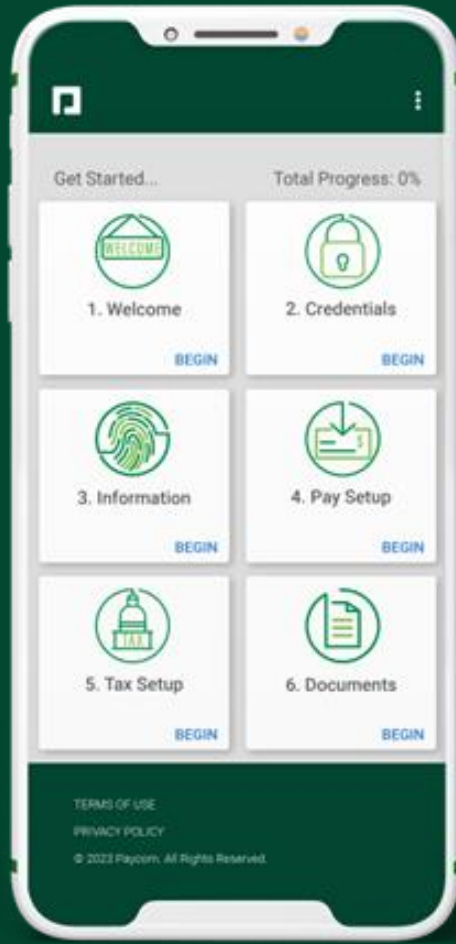 Get Started...
Total Progress: 0%
WELCOME
1. Welcome
BEGIN
2. Credentials
BEGIN
3. Information
BEGIN
$
4. Pay Setup
BEGIN
TAX
5. Tax Setup
BEGIN
6. Documents
BEGIN
TERMS OF USE
PRIVACY POLICY
© 2023 Paycom. All Rights Reserved.